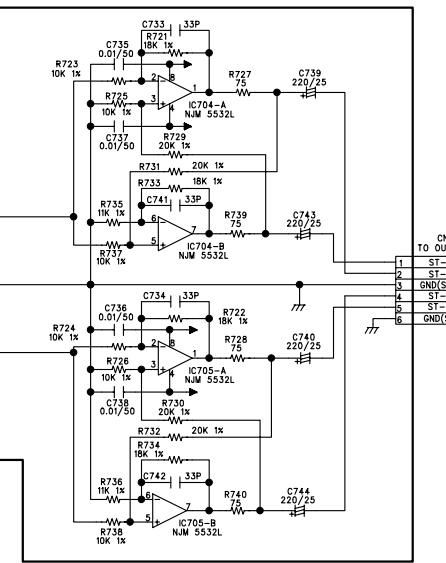 C733 33P
R721
18K 1%
C735
0.01/50
R723
10K 1%
2 8 1
R725
10K 1%
3 4
IC704-A
NJM 5532L
R727
75
C739
220/25
C737
0.01/50
R729
20K 1%
R731 20K 1%
R733 18K 1%
C741 33P
R735
11K 1%
6 7
5
R737
10K 1%
IC704-B
NJM 5532L
R739
75
C743
220/25
CN
TO OU
1 ST-
2 ST-
3 GND(S
4 ST-
5 ST-
6 GND(S
C734 33P
C736
0.01/50
R722
18K 1%
R724
10K 1%
2 8 1
R726
10K 1%
3 4
IC705-A
NJM 5532L
R728
75
C740
220/25
C738
0.01/50
R730
20K 1%
R732 20K 1%
R734
18K 1%
C742 33P
R736
11K 1%
6 7
5
R738
10K 1%
IC705-B
NJM 5532L
R740
75
C744
220/25